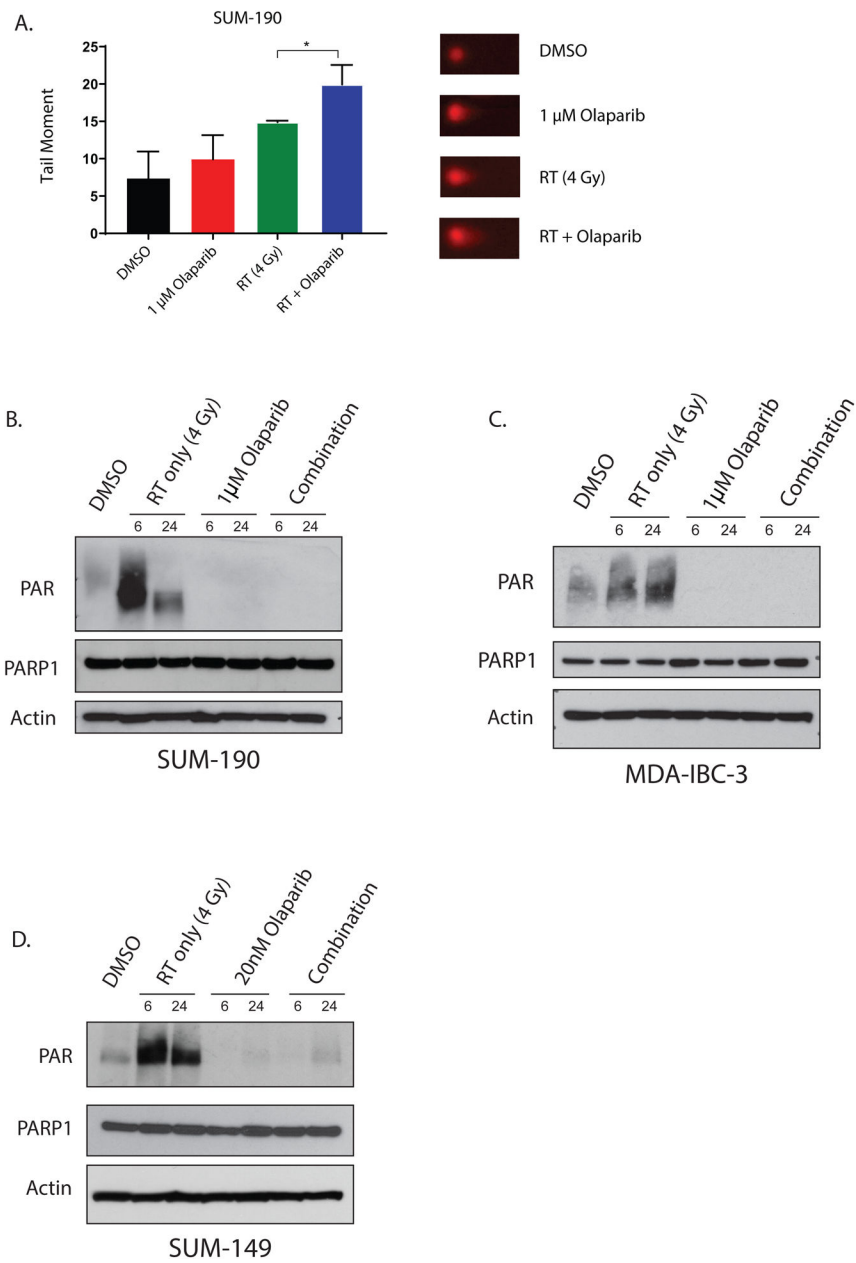 A.
SUM-190
*
Tail Moment
25
20
15
10
5
0
DMSO
1 µM Olaparib
RT (4 Gy)
RT + Olaparib
DMSO
1 µM Olaparib
RT (4 Gy)
RT + Olaparib
B.
DMSO
RT only (4 Gy)
1µM Olaparib
Combination
6 24 6 24 6 24
PAR
PARP1
Actin
SUM-190
C.
DMSO
RT only (4 Gy)
1µM Olaparib
Combination
6 24 6 24 6 24
PAR
PARP1
Actin
MDA-IBC-3
D.
DMSO
RT only (4 Gy)
20nM Olaparib
Combination
6 24 6 24 6 24
PAR
PARP1
Actin
SUM-149